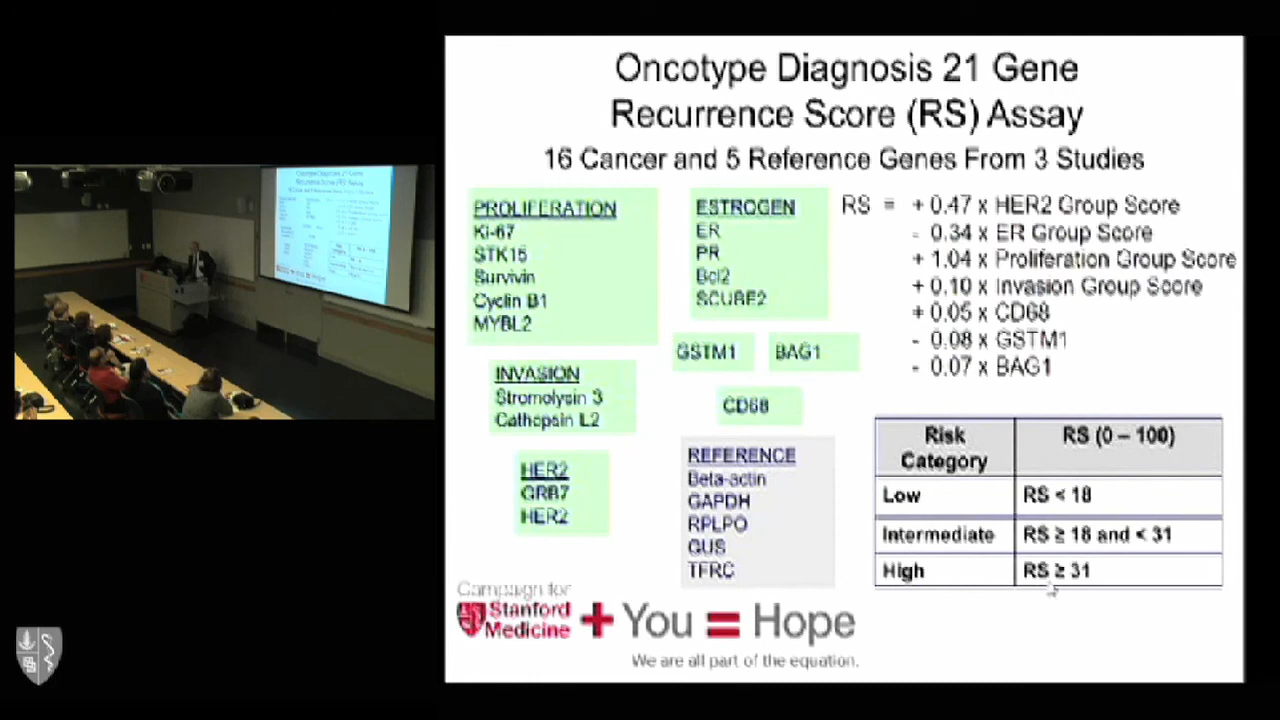 Oncotype Diagnosis 21 Gene
Recurrence Score (RS) Assay
16 Cancer and 5 Reference Genes From 3 Studies
PROLIFERATION
Ki-67
STK15
Survivin
Cyclin B1
MYBL2
ESTROGEN
ER
PR
Bcl2
SCUBE2
RS = + 0.47 x HER2 Group Score
- 0.34 x ER Group Score
+ 1.04 x Proliferation Group Score
+ 0.10 x Invasion Group Score
+ 0.05 x CD68
- 0.08 x GSTM1
- 0.07 x BAG1
GSTM1
BAG1
INVASION
Stromolysin 3
Cathopsin L2
CD68
HER2
GRB7
HER2
REFERENCE
Beta-actin
GAPDH
RPLPO
GUS
TFRC
Risk Category RS (0 – 100)
Low RS < 18
Intermediate RS ≥ 18 and < 31
High RS ≥ 31
Campaign for
Stanford
Medicine
+ You = Hope
We are all part of the equation.